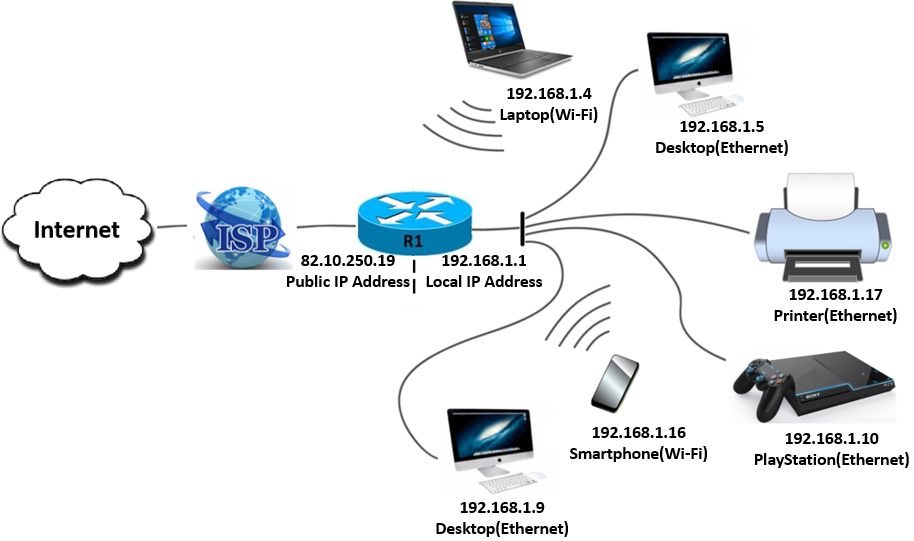 192.168.1.4
Laptop(Wi-Fi)
192.168.1.5
Desktop(Ethernet)
Internet
ISP
R1
82.10.250.19
Public IP Address
192.168.1.1
Local IP Address
192.168.1.17
Printer(Ethernet)
SONY
192.168.1.16
Smartphone(Wi-Fi)
192.168.1.10
PlayStation(Ethernet)
192.168.1.9
Desktop(Ethernet)